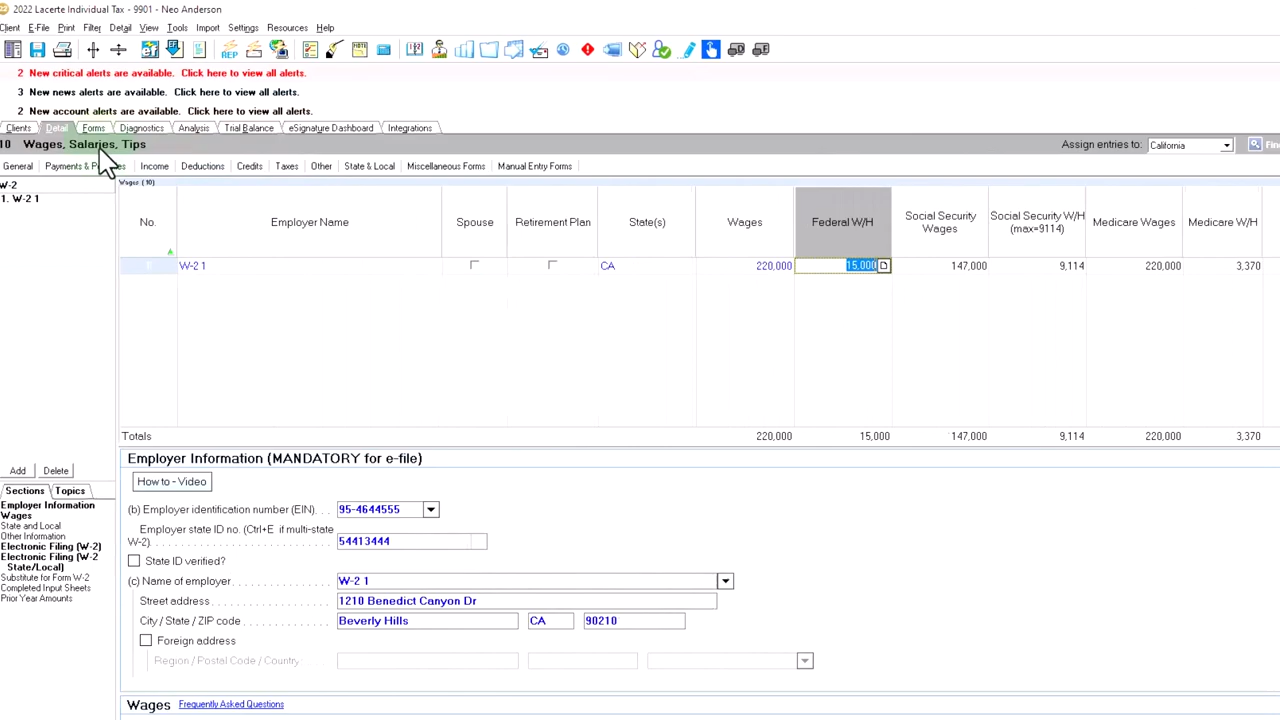 2022 Lacerte Individual Tax - 9901 - Neo Anderson
Client E-File Print Filter Detail View Tools Import Settings Resources Help
2 New critical alerts are available. Click here to view all alerts.
3 New news alerts are available. Click here to view all alerts.
2 New account alerts are available. Click here to view all alerts.
Clients Detail Forms Diagnostics Analysis Trial Balance eSignature Dashboard Integrations
10 Wages, Salaries, Tips Assign entries to: California
General Payments & Income Deductions Credits Taxes Other State & Local Miscellaneous Forms Manual Entry Forms
W-2 Wages (10)
1. W-2 1
No. Employer Name Spouse Retirement Plan State(s) Wages Federal W/H Social Security Wages Social Security W/H (max=9114) Medicare Wages Medicare W/H
W-2 1 CA 220,000 15,000 147,000 9,114 220,000 3,370
Totals 220,000 15,000 147,000 9,114 220,000 3,370
Add Delete
Sections Topics
Employer Information
Wages
State and Local
Other Information
Electronic Filing (W-2)
Electronic Filing (W-2
State/Local)
Substitute for Form W-2
Completed Input Sheets
Prior Year Amounts
Employer Information (MANDATORY for e-file)
How to - Video
(b) Employer identification number (EIN). . . 95-4644555
Employer state ID no. (Ctrl+E if multi-state
W-2) 54413444
State ID verified?
(c) Name of employer W-2 1
Street address 1210 Benedict Canyon Dr
City / State / ZIP code Beverly Hills CA 90210
Foreign address
Region / Postal Code / Country
Wages Frequently Asked Questions